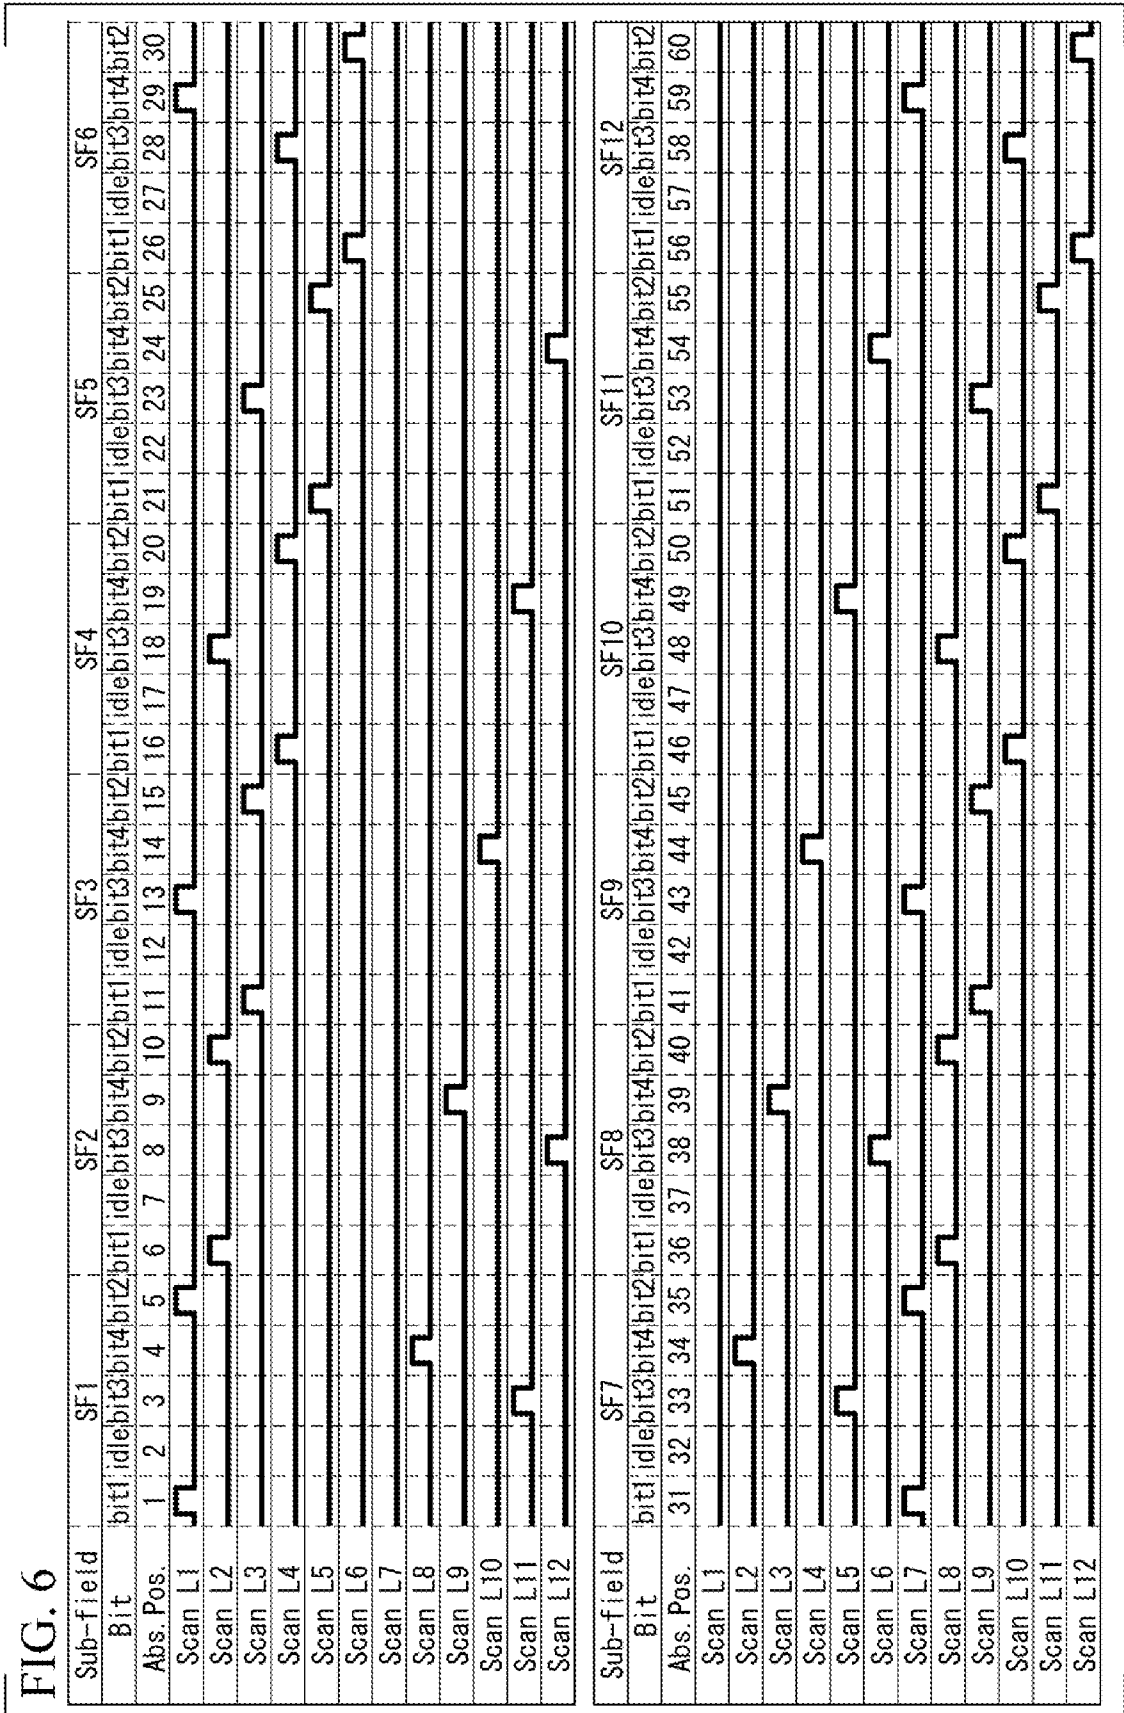 FIG. 6
Sub-field SF1 SF2 SF3 SF4 SF5 SF6
Bit bit1 idle bit3 bit4 bit2 bit1 idle bit3 bit4 bit2 bit1 idle bit3 bit4 bit2 bit1 idle bit3 bit4 bit2 bit1 idle bit3 bit4 bit2 bit1 idle bit3 bit4 bit2
Abs.Pos. 1 2 3 4 5 6 7 8 9 10 11 12 13 14 15 16 17 18 19 20 21 22 23 24 25 26 27 28 29 30
Scan L1
Scan L2
Scan L3
Scan L4
Scan L5
Scan L6
Scan L7
Scan L8
Scan L9
Scan L10
Scan L11
Scan L12
Sub-field SF7 SF8 SF9 SF10 SF11 SF12
Bit bit1 idle bit3 bit4 bit2 bit1 idle bit3 bit4 bit2 bit1 idle bit3 bit4 bit2 bit1 idle bit3 bit4 bit2 bit1 idle bit3 bit4 bit2 bit1 idle bit3 bit4 bit2
Abs.Pos. 31 32 33 34 35 36 37 38 39 40 41 42 43 44 45 46 47 48 49 50 51 52 53 54 55 56 57 58 59 60
Scan L1
Scan L2
Scan L3
Scan L4
Scan L5
Scan L6
Scan L7
Scan L8
Scan L9
Scan L10
Scan L11
Scan L12